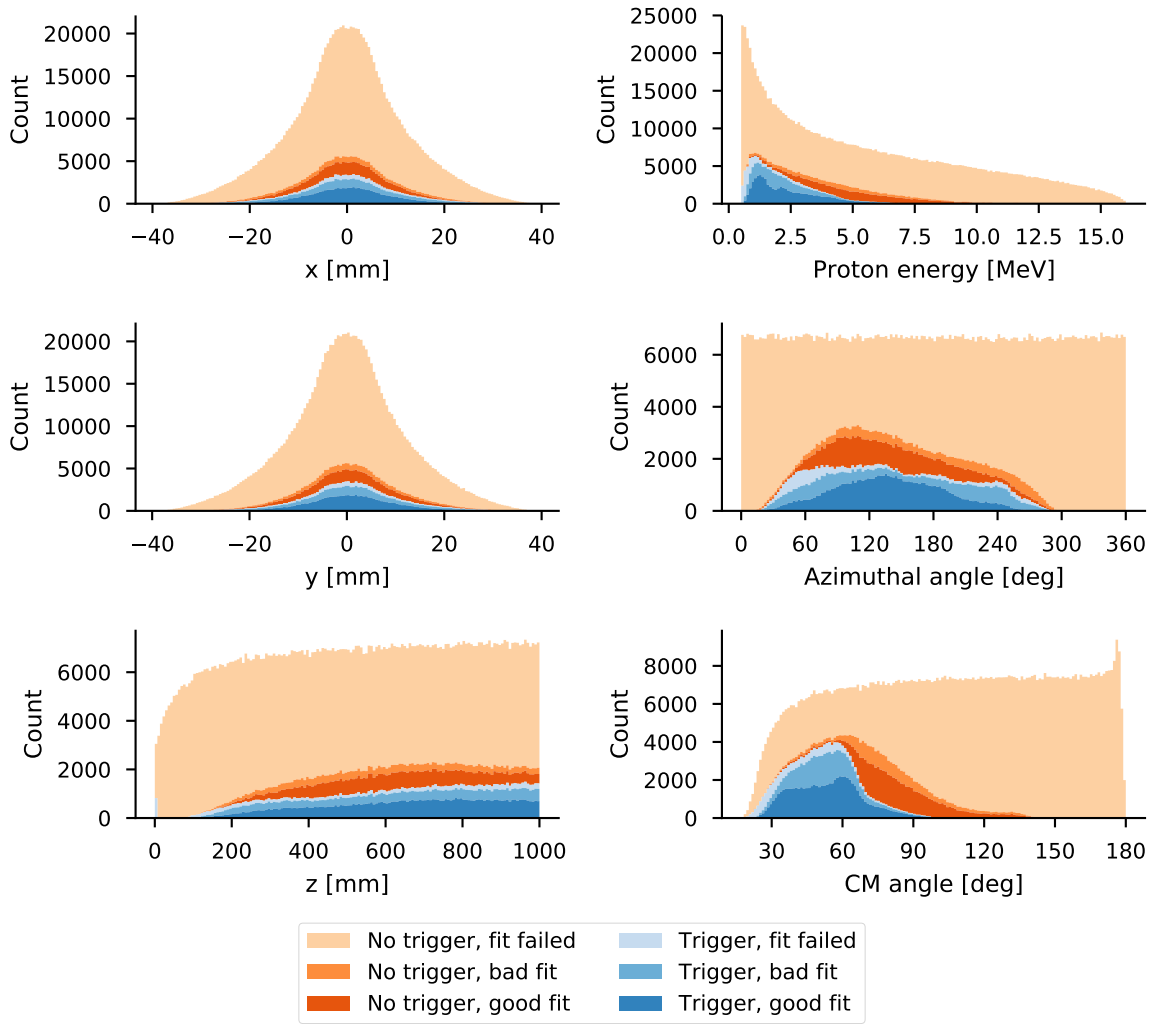 20000
15000
10000
5000
0
Count
−40 −20 0 20 40
x [mm]
25000
20000
15000
10000
5000
0
Count
0.0 2.5 5.0 7.5 10.0 12.5 15.0
Proton energy [MeV]
20000
15000
10000
5000
0
Count
−40 −20 0 20 40
y [mm]
6000
4000
2000
0
Count
0 60 120 180 240 300 360
Azimuthal angle [deg]
6000
4000
2000
0
Count
0 200 400 600 800 1000
z [mm]
8000
6000
4000
2000
0
Count
30 60 90 120 150 180
CM angle [deg]
No trigger, fit failed
No trigger, bad fit
No trigger, good fit
Trigger, fit failed
Trigger, bad fit
Trigger, good fit